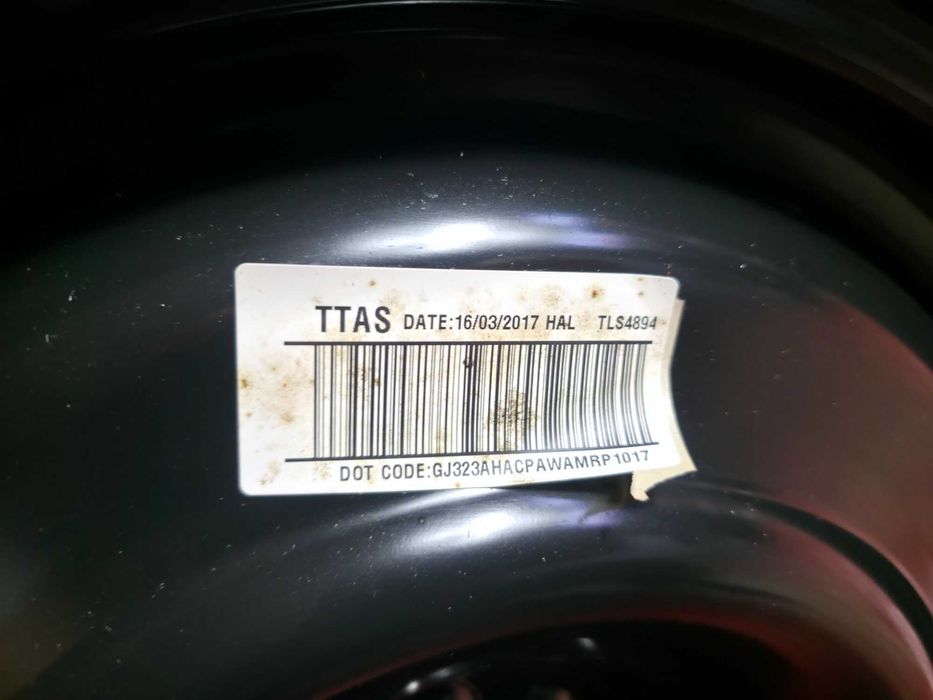 TTAS DATE:16/03/2017 HAL TLS4894
DOT CODE:GJ323AHACPAWAMRP1017